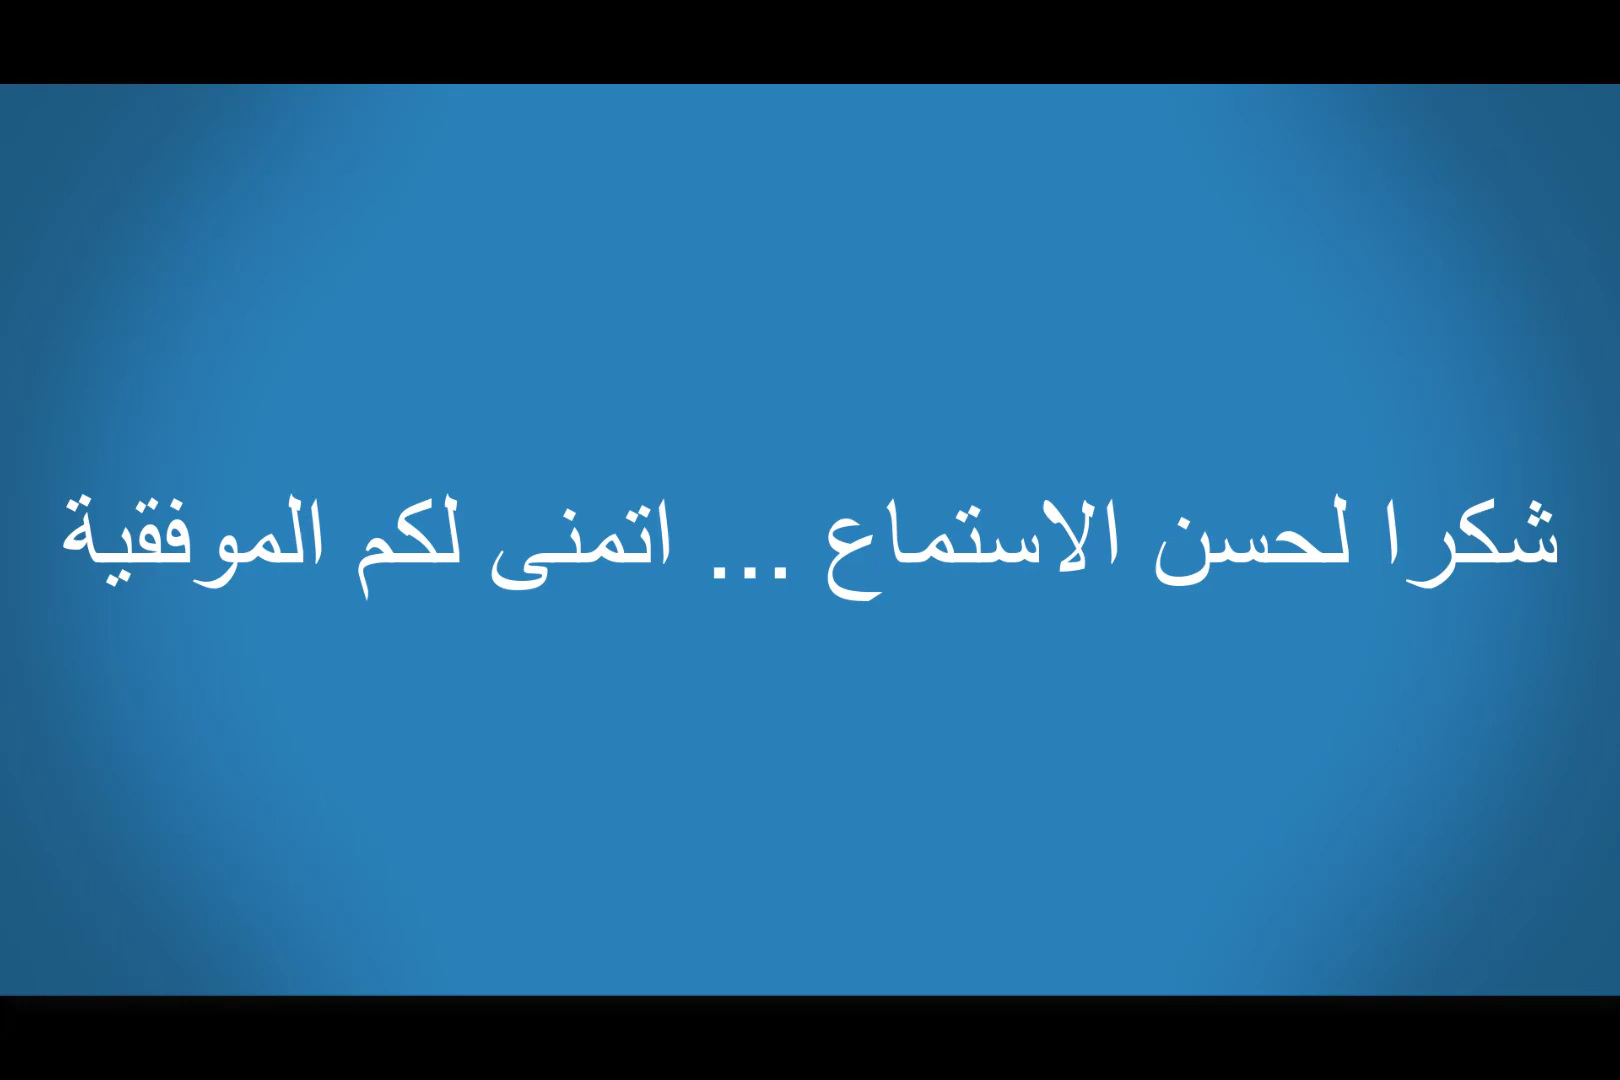 شكرا لحسن الاستماع ... اتمنى لكم الموفقية